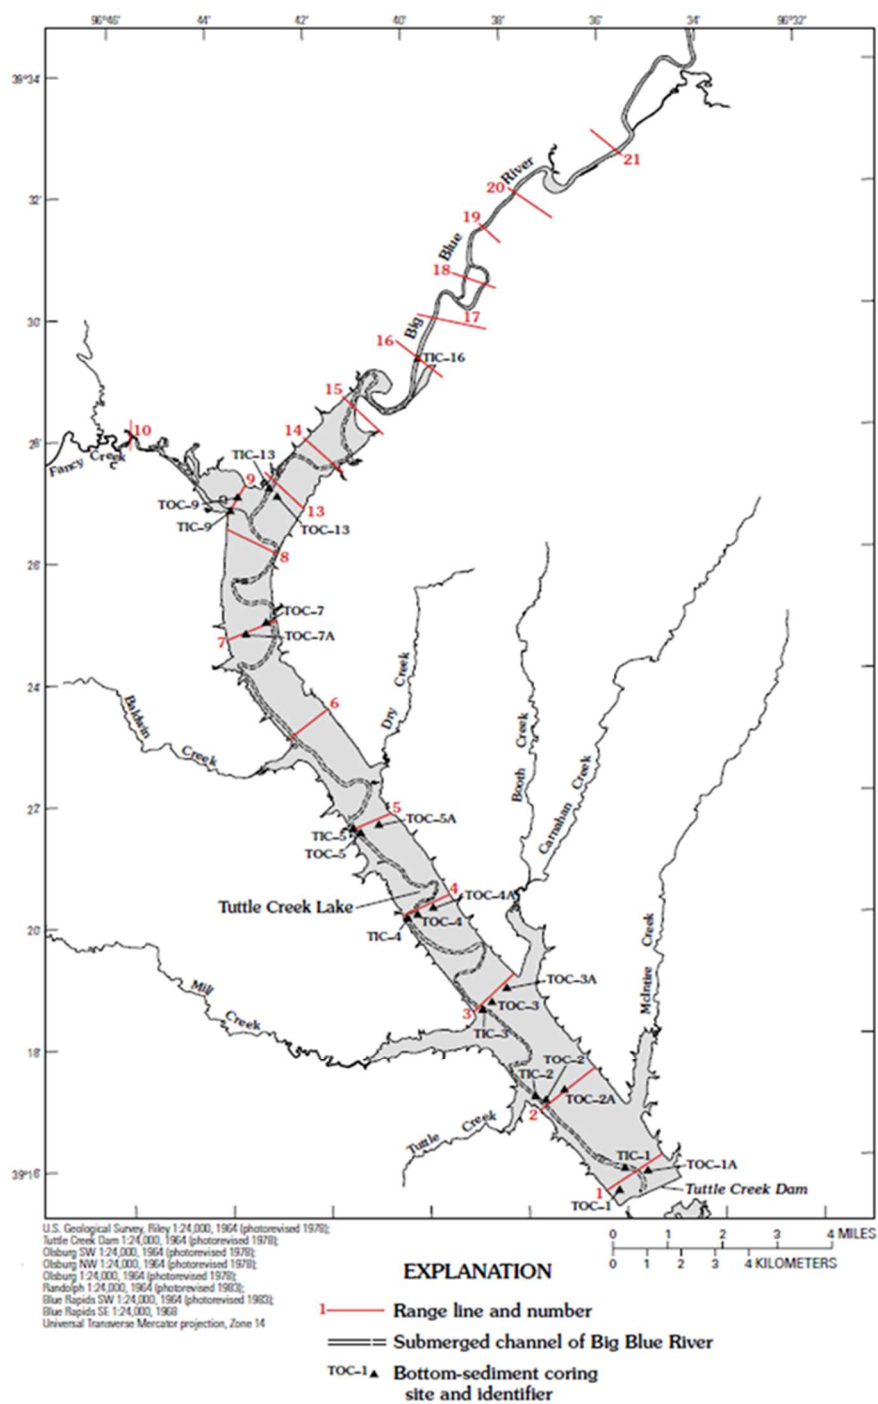 96°46'
44'
42'
40'
38'
36'
34'
96°32'
39°34'
32'
30'
28'
26'
24'
22'
20'
18'
39°16'
21
River
20
19
Blue
18
17
Big
16
TIC–16
15
14
10
Fancy Creek
TIC–13
9
TOC–9
13
TIC–9
TOC–13
8
TOC–7
7
TOC–7A
6
Dry Creek
Baldwin Creek
Booth Creek
Carnahan Creek
5
TOC–5A
TIC–5
TOC–5
4
TOC–4A
Tuttle Creek Lake
TOC–4
TIC–4
McIntire Creek
TOC–3A
Mill Creek
TOC–3
3
TIC–3
TOC–2
TIC–2
TOC–2A
2
Tuttle Creek
TIC–1
TOC–1A
1
Tuttle Creek Dam
TOC–1
U.S. Geological Survey, Riley 1:24,000, 1964 (photorevised 1978);
Tuttle Creek Dam 1:24,000, 1964 (photorevised 1978);
Olsburg SW 1:24,000, 1964 (photorevised 1978);
Olsburg NW 1:24,000, 1964 (photorevised 1978);
Olsburg 1:24,000, 1964 (photorevised 1978);
Randolph 1:24,000, 1964 (photorevised 1983);
Blue Rapids SW 1:24,000, 1964 (photorevised 1983);
Blue Rapids SE 1:24,000, 1968
Universal Transverse Mercator projection, Zone 14
0 1 2 3 4 MILES
0 1 2 3 4 KILOMETERS
EXPLANATION
1 Range line and number
Submerged channel of Big Blue River
TOC–1 Bottom-sediment coring
site and identifier